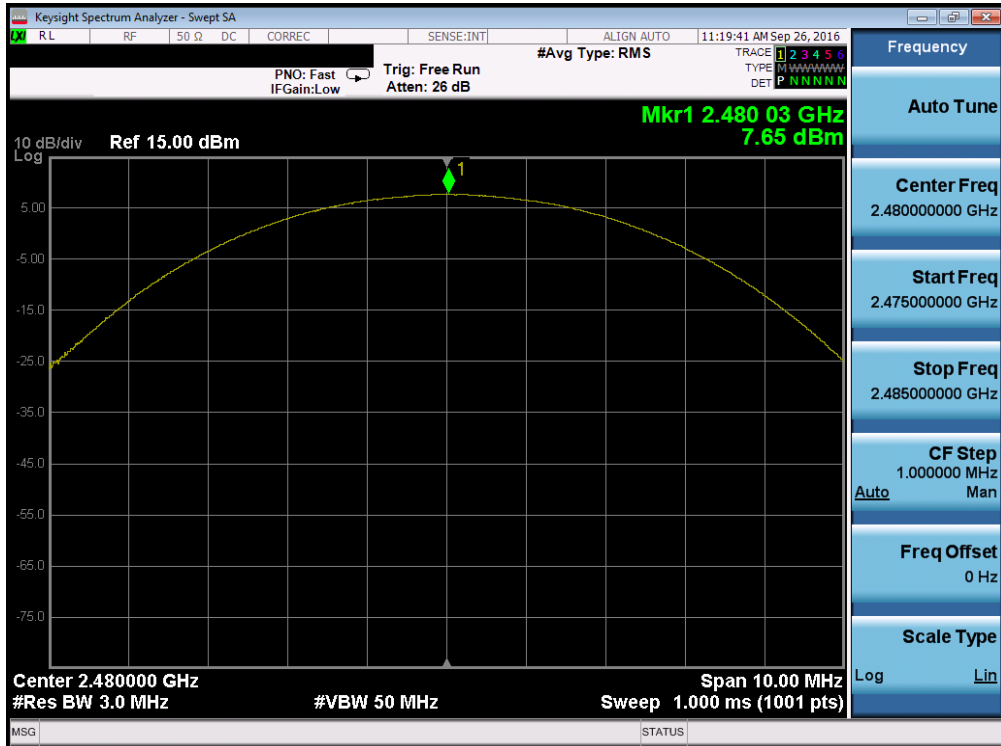 Keysight Spectrum Analyzer - Swept SA
LXI RL RF 50 Ω DC CORREC SENSE:INT ALIGN AUTO 11:19:41 AM Sep 26, 2016
#Avg Type: RMS
TRACE 1 2 3 4 5 6
PNO: Fast Trig: Free Run
TYPE M WWWWW
IFGain:Low Atten: 26 dB
DET P N N N N N
Mkr1 2.480 03 GHz
7.65 dBm
10 dB/div Ref 15.00 dBm
Log
1
5.00
-5.00
-15.0
-25.0
-35.0
-45.0
-55.0
-65.0
-75.0
Center 2.480000 GHz Span 10.00 MHz
#Res BW 3.0 MHz #VBW 50 MHz Sweep 1.000 ms (1001 pts)
MSG STATUS
Frequency
Auto Tune
Center Freq
2.480000000 GHz
Start Freq
2.475000000 GHz
Stop Freq
2.485000000 GHz
CF Step
1.000000 MHz
Auto Man
Freq Offset
0 Hz
Scale Type
Log Lin